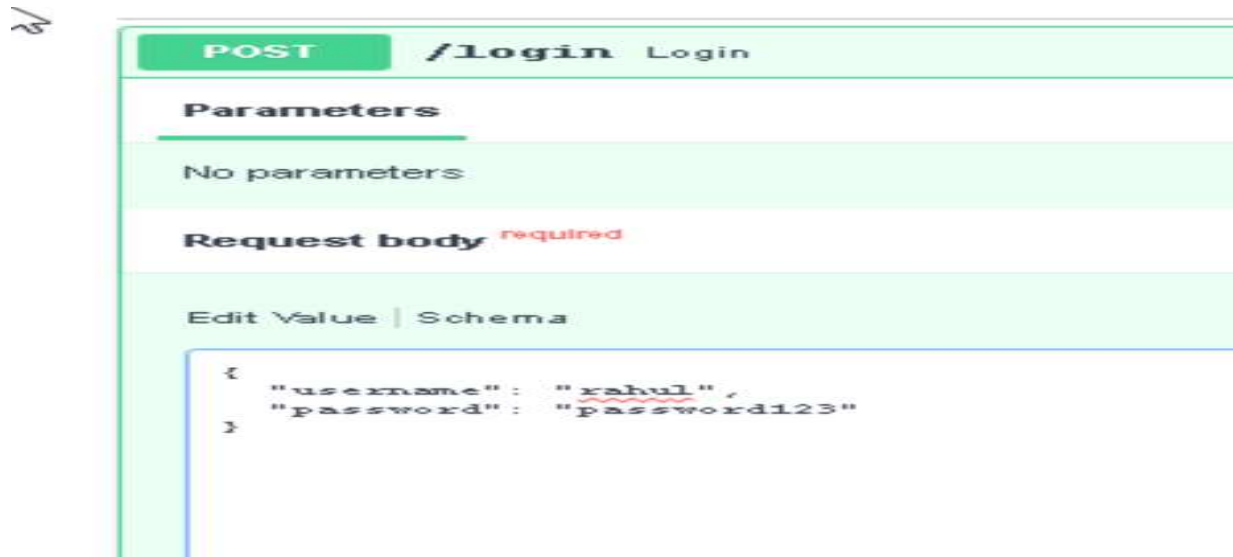 POST /login Login
Parameters
No parameters
Request body required
Edit Value | Schema
{
"username": "rahul",
"password": "password123"
}